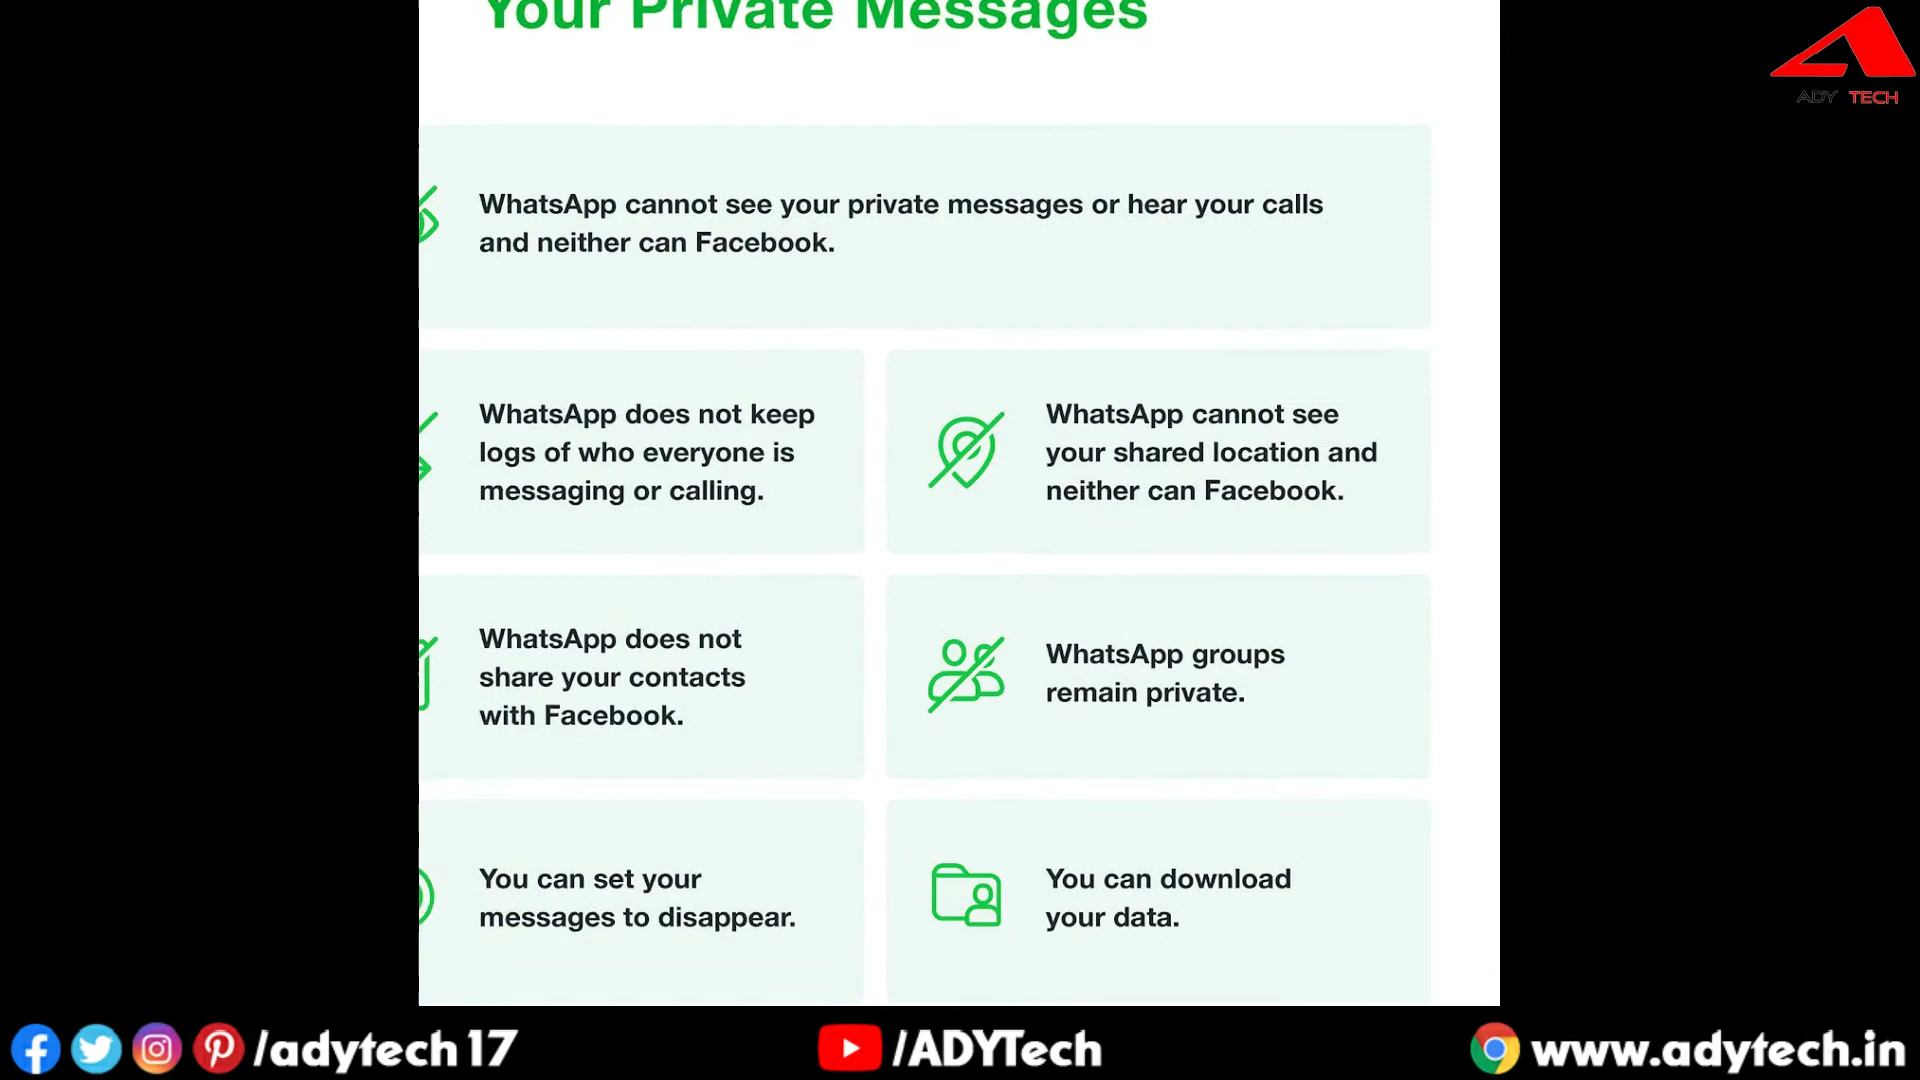 Your Private Messages
ADY TECH
WhatsApp cannot see your private messages or hear your calls
and neither can Facebook.
WhatsApp does not keep
logs of who everyone is
messaging or calling.
WhatsApp cannot see
your shared location and
neither can Facebook.
WhatsApp does not
share your contacts
with Facebook.
WhatsApp groups
remain private.
You can set your
messages to disappear.
You can download
your data.
/adytech17
/ADYTech
www.adytech.in